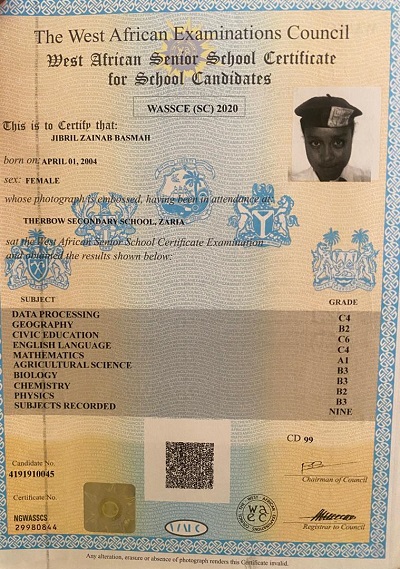 The West African Examinations Council
West African Senior School Certificate
for School Candidates
WASSCE (SC) 2020
This is to Certify that:
JIBRIL ZAINAB BASMAH
born on: APRIL 01, 2004
sex: FEMALE
whose photograph is embossed, having been in attendance at:
THERBOW SECONDARY SCHOOL, ZARIA
sat the West African Senior School Certificate Examination
and obtained the results shown below:
SUBJECT GRADE
DATA PROCESSING C4
GEOGRAPHY B2
CIVIC EDUCATION C6
ENGLISH LANGUAGE C4
MATHEMATICS A1
AGRICULTURAL SCIENCE B3
BIOLOGY B3
CHEMISTRY B2
PHYSICS B3
SUBJECTS RECORDED NINE
CD 99
Candidate No.
4191910045
Chairman of Council
Certificate No.
NGWASSCS
29980844
Registrar to Council
Any alteration, erasure or absence of photograph renders this Certificate invalid.